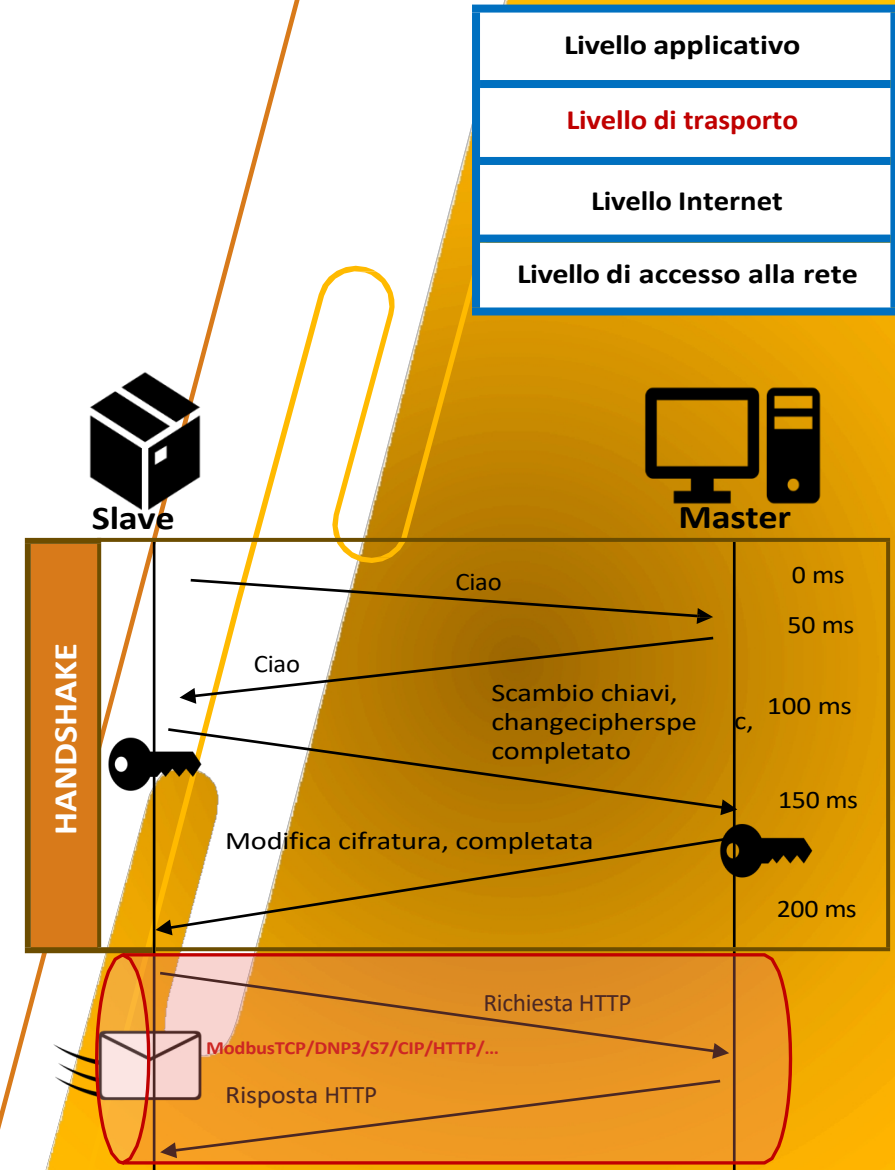 Livello applicativo
Livello di trasporto
Livello Internet
Livello di accesso alla rete
Slave
Master
HANDSHAKE
Ciao
0 ms
50 ms
Ciao
Scambio chiavi,
changecipherspe c,
completato
100 ms
150 ms
Modifica cifratura, completata
200 ms
Richiesta HTTP
ModbusTCP/DNP3/S7/CIP/HTTP/...
Risposta HTTP